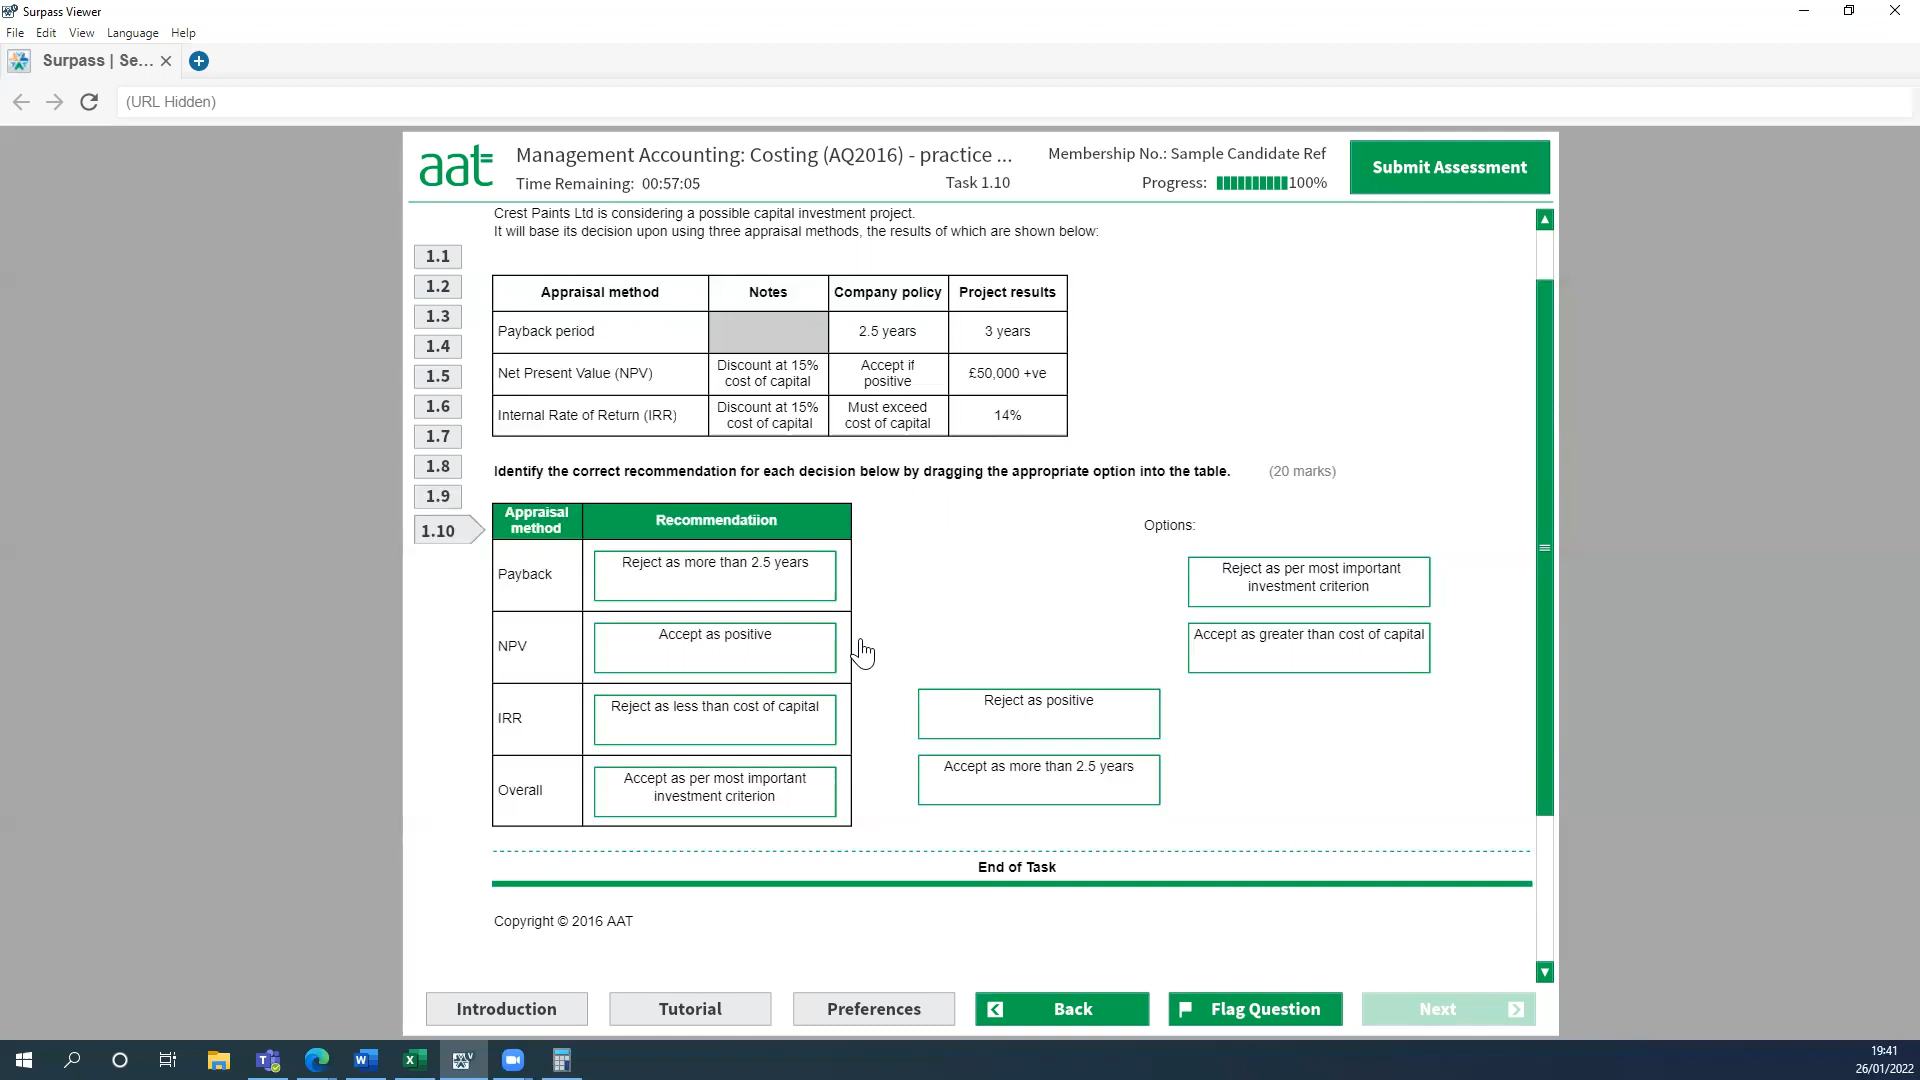 Surpass Viewer
File Edit View Language Help
Surpass | Se...
(URL Hidden)
aat
Management Accounting: Costing (AQ2016) - practice ...
Membership No.: Sample Candidate Ref
Submit Assessment
Time Remaining: 00:57:05
Task 1.10
Progress: 100%
Crest Paints Ltd is considering a possible capital investment project.
It will base its decision upon using three appraisal methods, the results of which are shown below:
1.1
1.2
1.3
1.4
1.5
1.6
1.7
1.8
1.9
1.10
Appraisal method Notes Company policy Project results
Payback period 2.5 years 3 years
Net Present Value (NPV)
Discount at 15%
cost of capital
Accept if
positive
£50,000 +ve
Internal Rate of Return (IRR)
Discount at 15%
cost of capital
Must exceed
cost of capital
14%
Identify the correct recommendation for each decision below by dragging the appropriate option into the table. (20 marks)
Appraisal
method
Recommendatiion
Payback
Reject as more than 2.5 years
NPV
Accept as positive
IRR
Reject as less than cost of capital
Overall
Accept as per most important
investment criterion
Options:
Reject as per most important
investment criterion
Accept as greater than cost of capital
Reject as positive
Accept as more than 2.5 years
End of Task
Copyright © 2016 AAT
Introduction
Tutorial
Preferences
Back
Flag Question
Next
19:41
26/01/2022